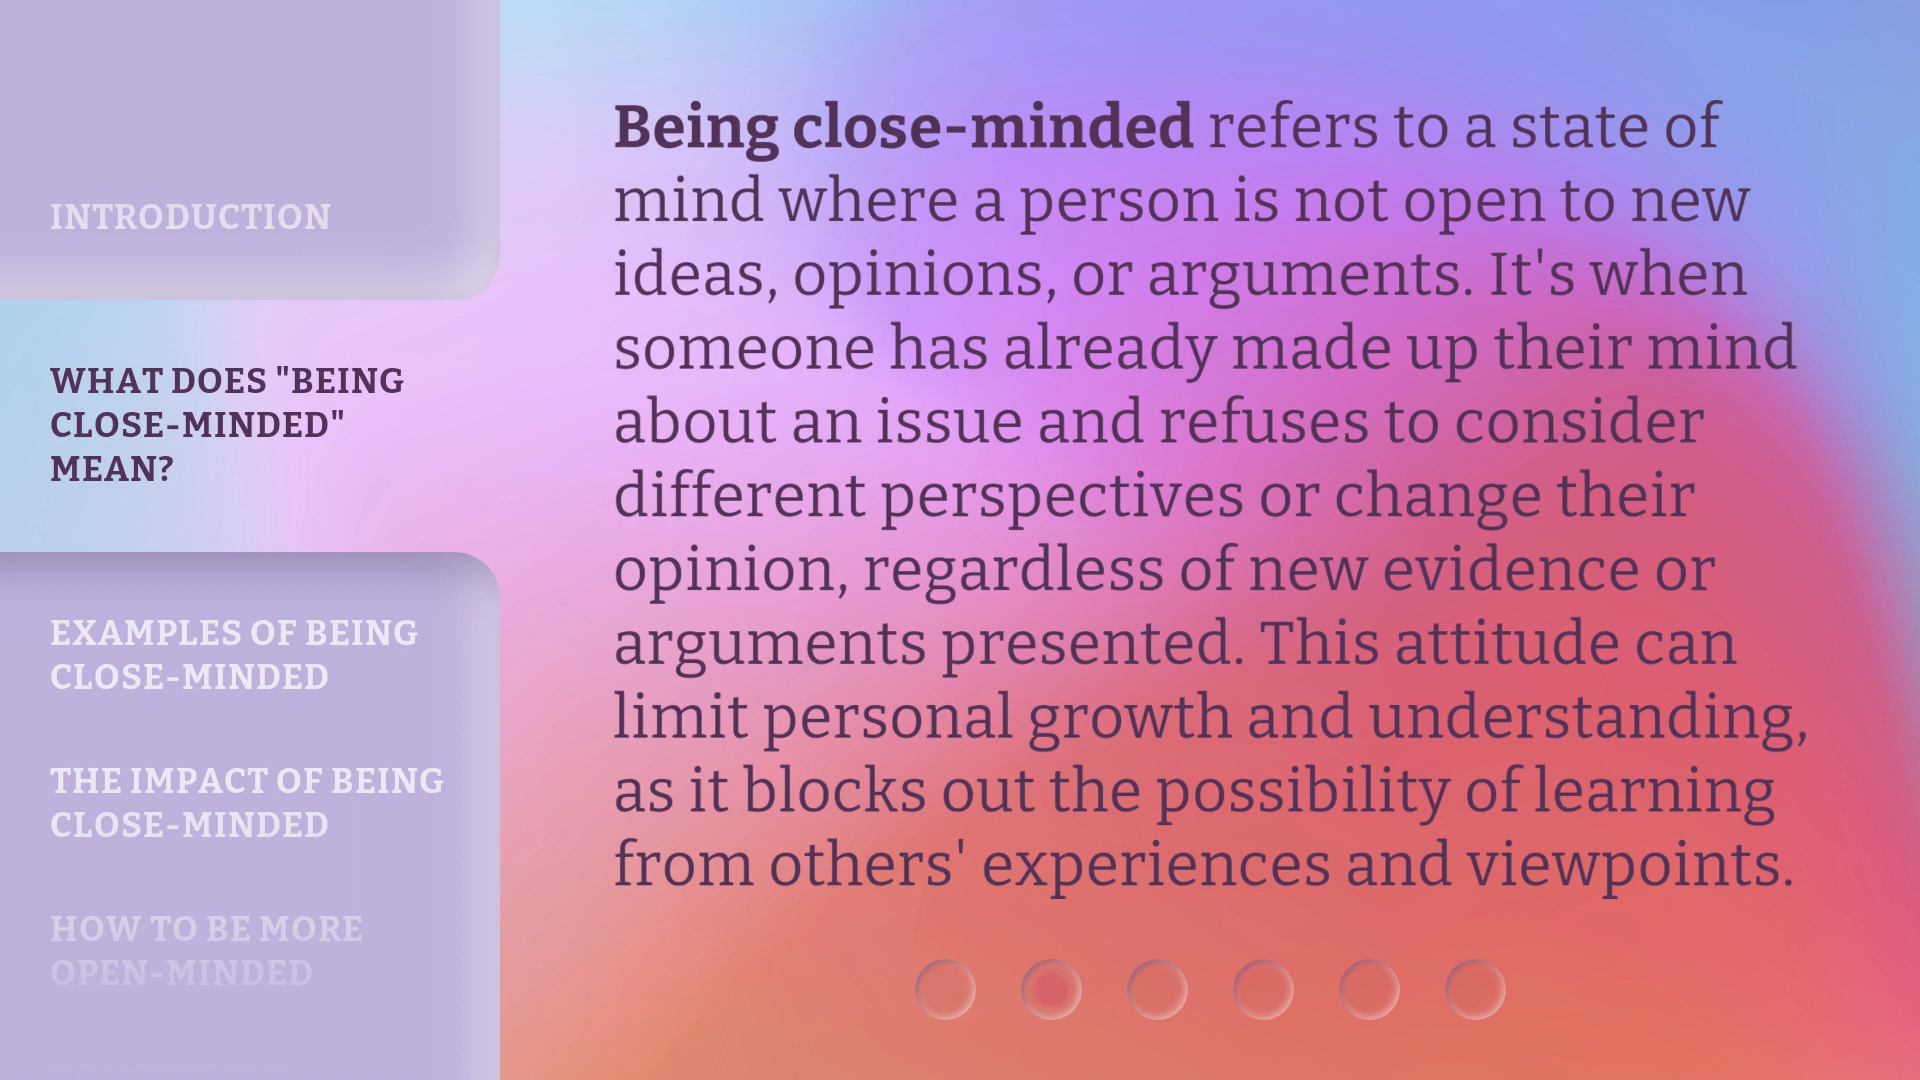 INTRODUCTION
WHAT DOES "BEING
CLOSE-MINDED"
MEAN?
EXAMPLES OF BEING
CLOSE-MINDED
THE IMPACT OF BEING
CLOSE-MINDED
HOW TO BE MORE
OPEN-MINDED
Being close-minded refers to a state of
mind where a person is not open to new
ideas, opinions, or arguments. It's when
someone has already made up their mind
about an issue and refuses to consider
different perspectives or change their
opinion, regardless of new evidence or
arguments presented. This attitude can
limit personal growth and understanding,
as it blocks out the possibility of learning
from others' experiences and viewpoints.